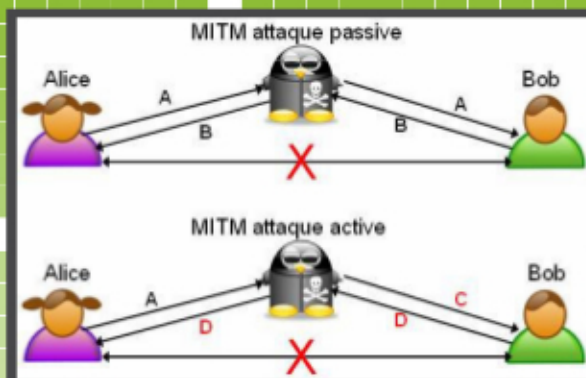 MITM attaque passive
Alice
Bob
A
A
B
B
X
MITM attaque active
Alice
Bob
A
C
D
D
X